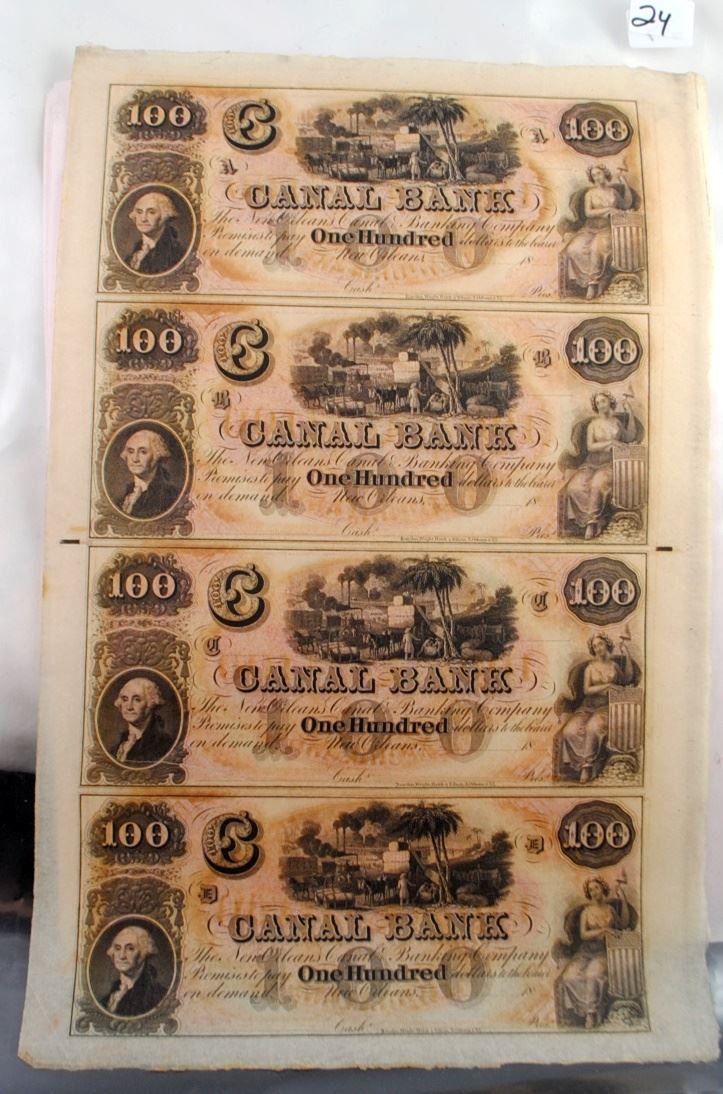 24
100 C 100
A A
CANAL BANK
The New Orleans Canal & Banking Company
Promises to pay One Hundred dollars to the bearer
on demand New Orleans, 18
Cash.r Pres.t
100 C 100
B B
CANAL BANK
The New Orleans Canal & Banking Company
Promises to pay One Hundred dollars to the bearer
on demand New Orleans, 18
Cash.r Pres.t
100 C 100
C C
CANAL BANK
The New Orleans Canal & Banking Company
Promises to pay One Hundred dollars to the bearer
on demand New Orleans, 18
Cash.r Pres.t
100 C 100
D D
CANAL BANK
The New Orleans Canal & Banking Company
Promises to pay One Hundred dollars to the bearer
on demand New Orleans, 18
Cash.r Pres.t